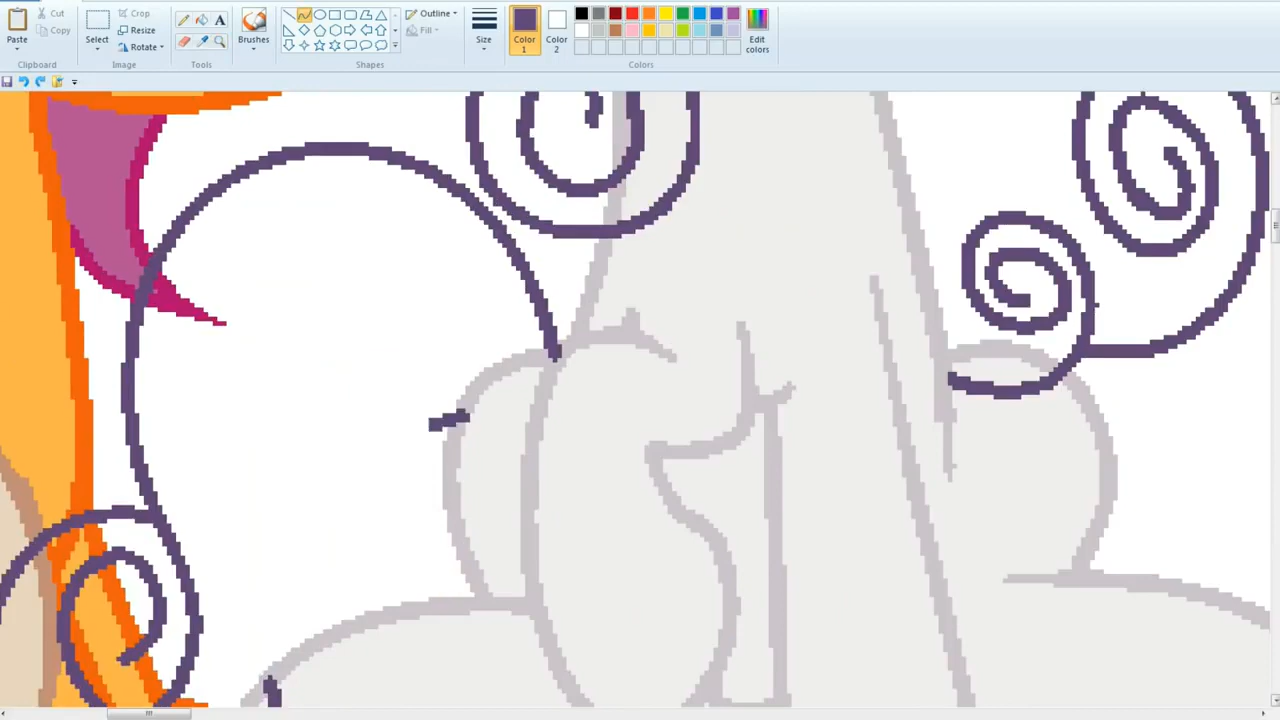 Paste
Cut
Copy
Clipboard
Select
Crop
Resize
Rotate
Image
A
Tools
Brushes
Outline
Fill
Shapes
Size
Color 1
Color 2
Colors
Edit colors